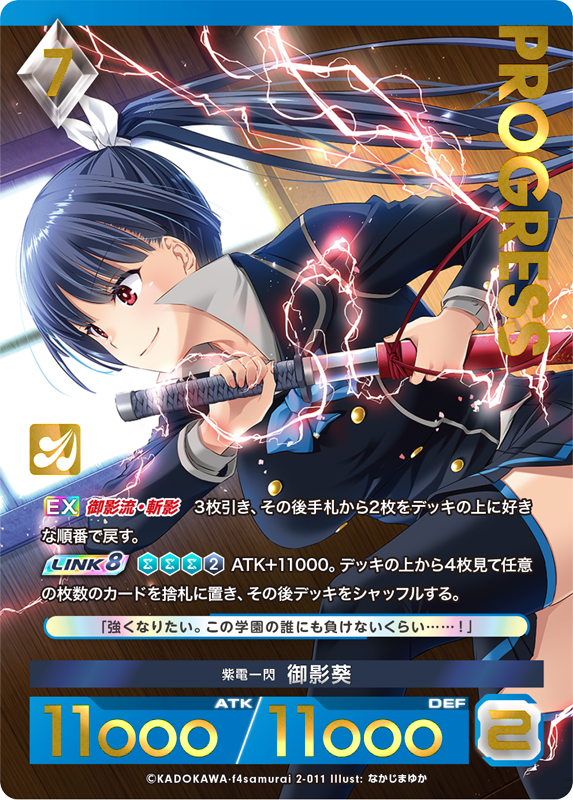 7
PROGRESS
EX 御影流・斬影 3枚引き、その後手札から2枚をデッキの上に好き
な順番で戻す。
LINK 8 Σ Σ Σ 2 ATK+11000。デッキの上から4枚見て任意
の枚数のカードを捨札に置き、その後デッキをシャッフルする。
「強くなりたい。この学園の誰にも負けないくらい……!」
紫電一閃 御影葵
ATK DEF
11000/11000 2
©KADOKAWA·f4samurai 2-011 Illust: なかじまゆか